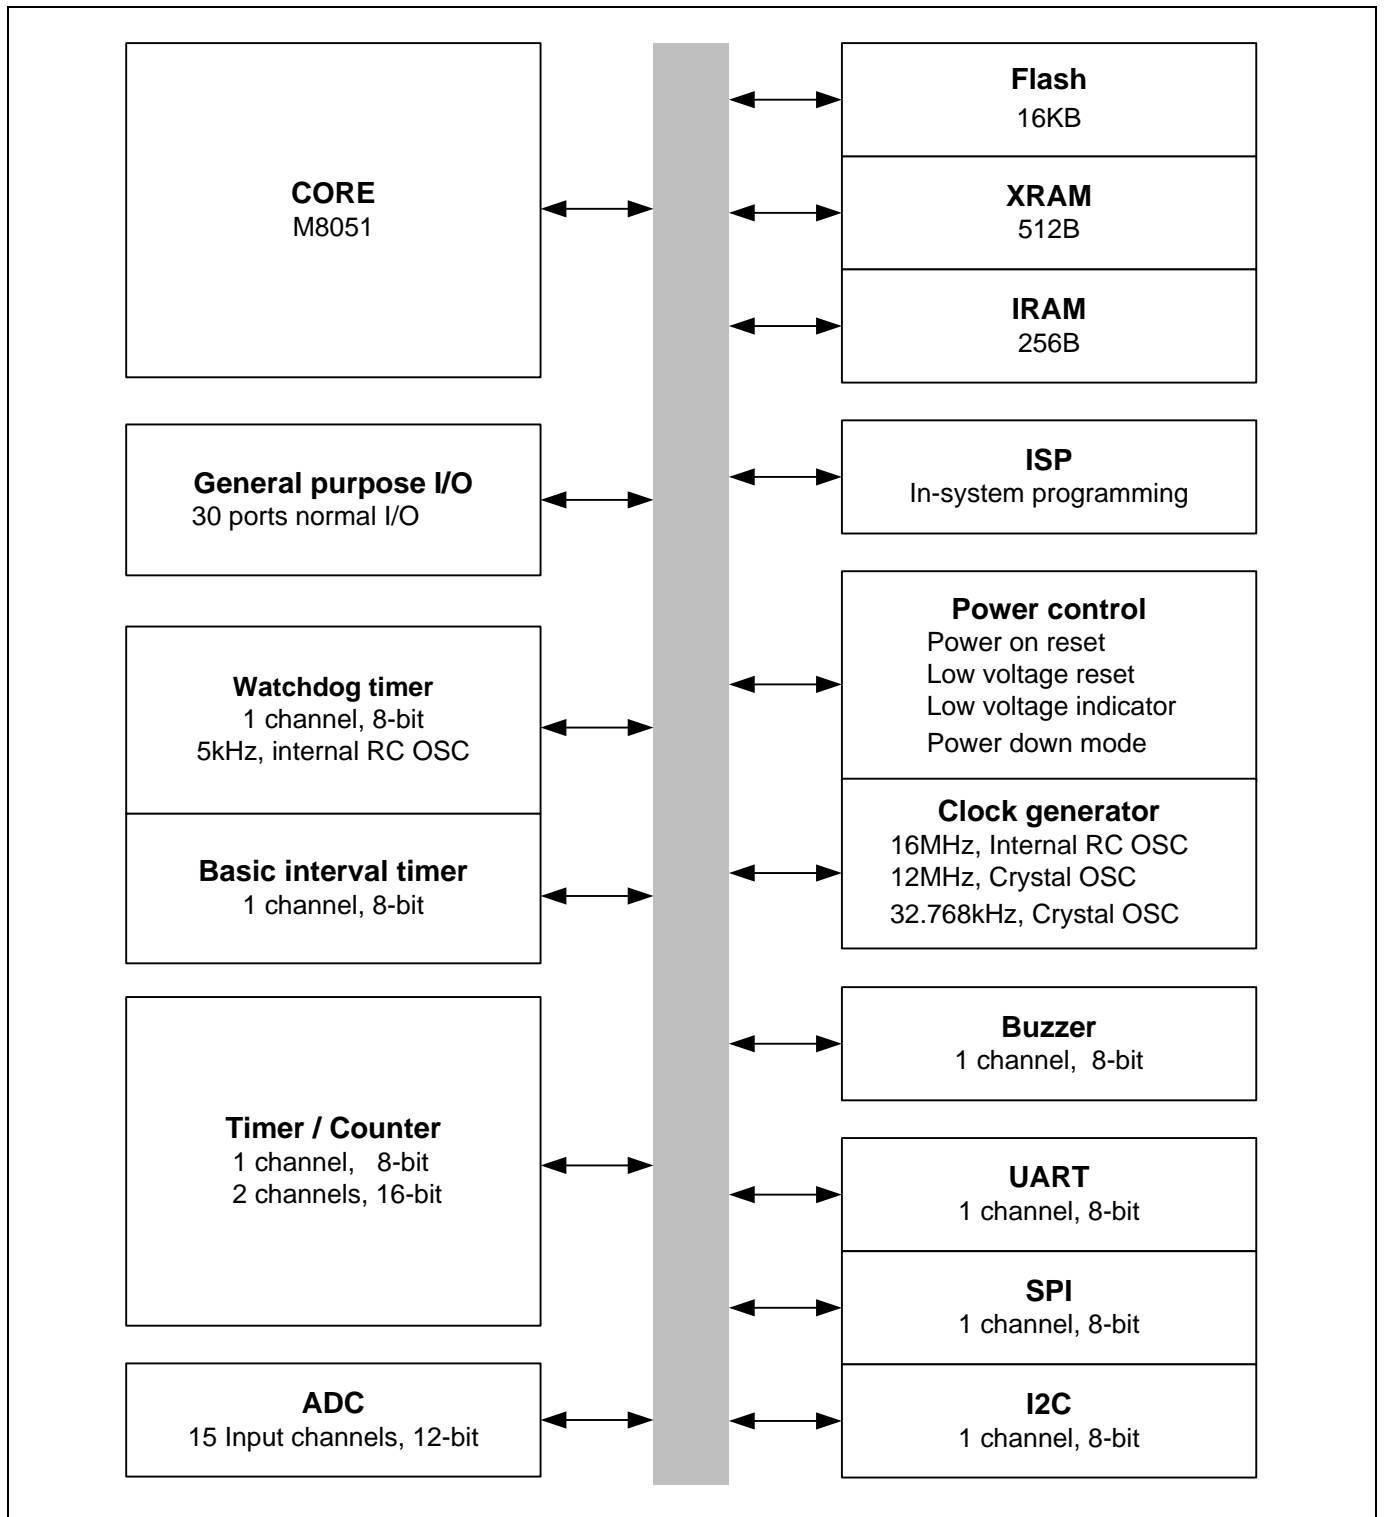 CORE
M8051
General purpose I/O
30 ports normal I/O
Watchdog timer
1 channel, 8-bit
5kHz, internal RC OSC
Basic interval timer
1 channel, 8-bit
Timer / Counter
1 channel, 8-bit
2 channels, 16-bit
ADC
15 Input channels, 12-bit
Flash
16KB
XRAM
512B
IRAM
256B
ISP
In-system programming
Power control
Power on reset
Low voltage reset
Low voltage indicator
Power down mode
Clock generator
16MHz, Internal RC OSC
12MHz, Crystal OSC
32.768kHz, Crystal OSC
Buzzer
1 channel, 8-bit
UART
1 channel, 8-bit
SPI
1 channel, 8-bit
I2C
1 channel, 8-bit